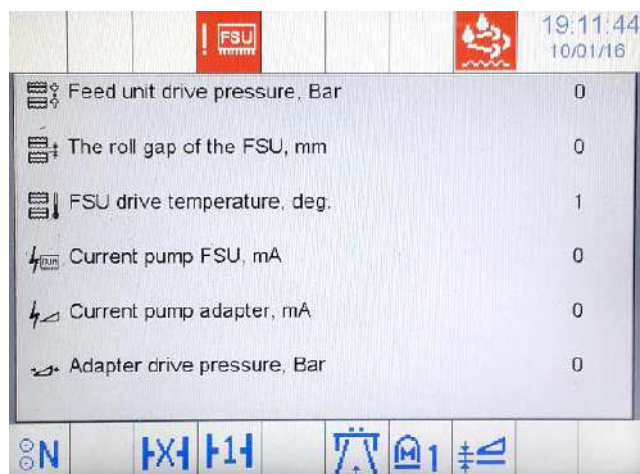 ! FSU
19:11:44
10/01/16
Feed unit drive pressure, Bar 0
The roll gap of the FSU, mm 0
FSU drive temperature, deg. 1
Current pump FSU, mA 0
Current pump adapter, mA 0
Adapter drive pressure, Bar 0
N X 1 M 1